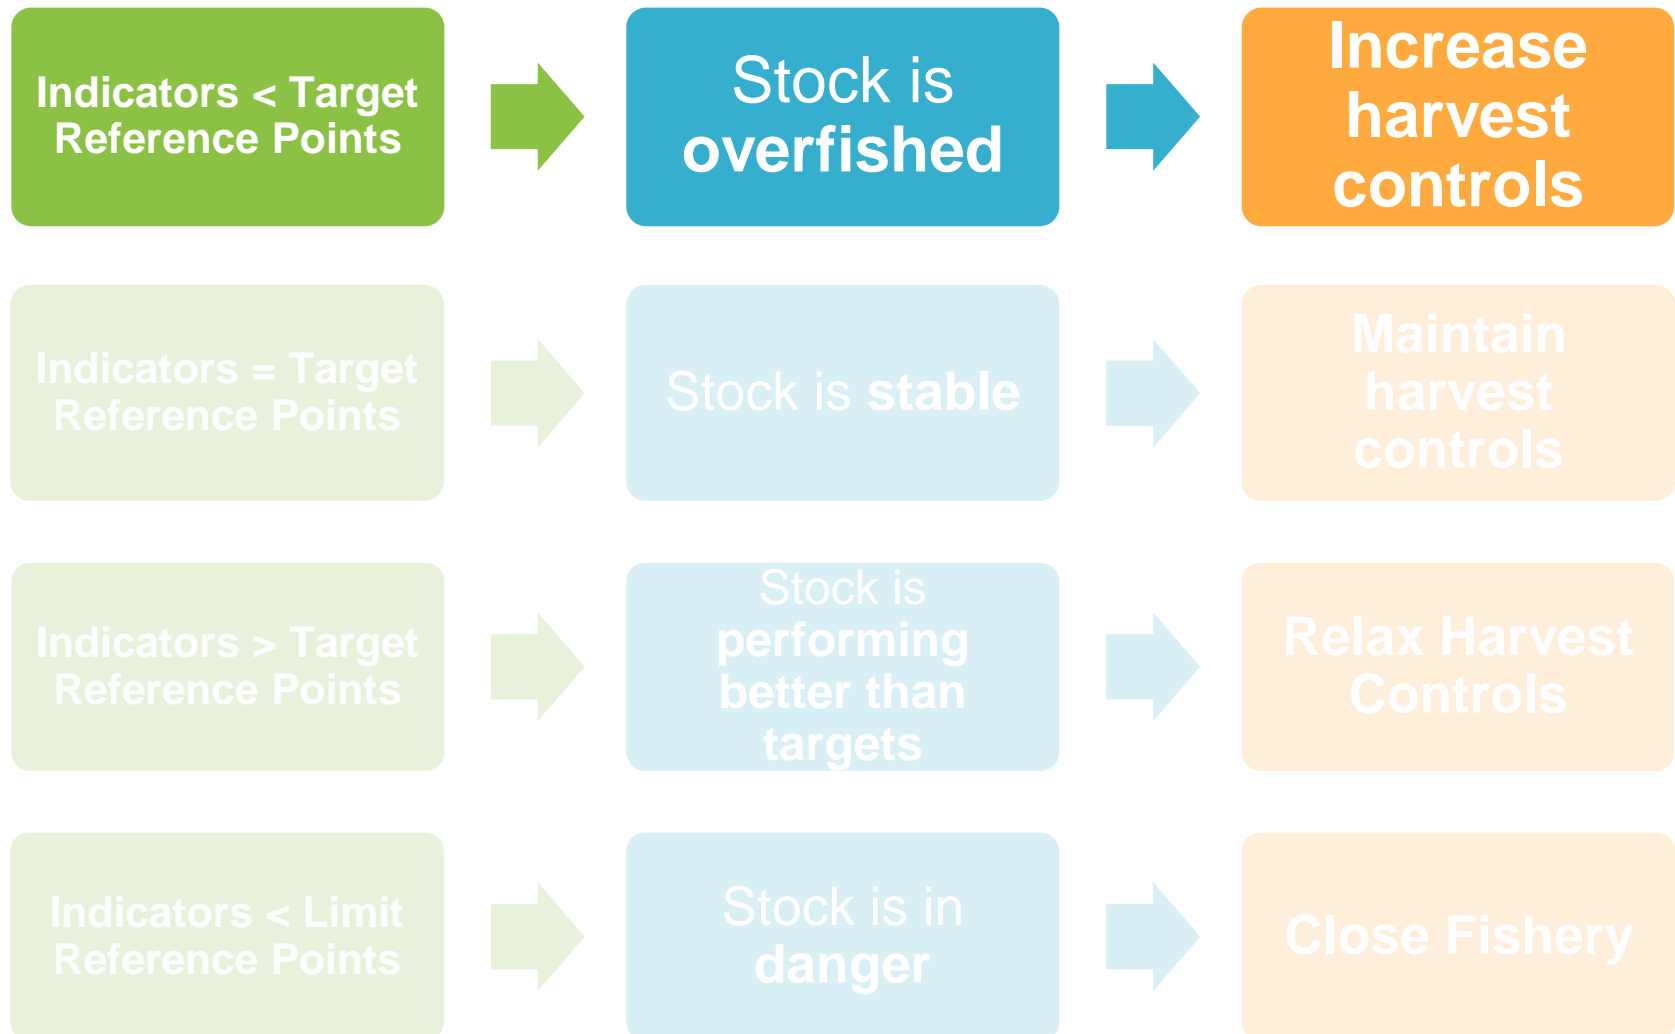 Indicators < Target
Reference Points
Stock is
overfished
Increase
harvest
controls
Indicators = Target
Reference Points
Stock is stable
Maintain
harvest
controls
Indicators > Target
Reference Points
Stock is
performing
better than
targets
Relax Harvest
Controls
Indicators < Limit
Reference Points
Stock is in
danger
Close Fishery